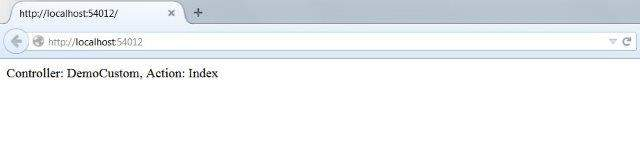 http://localhost:54012/
http://localhost:54012
Controller: DemoCustom, Action: Index